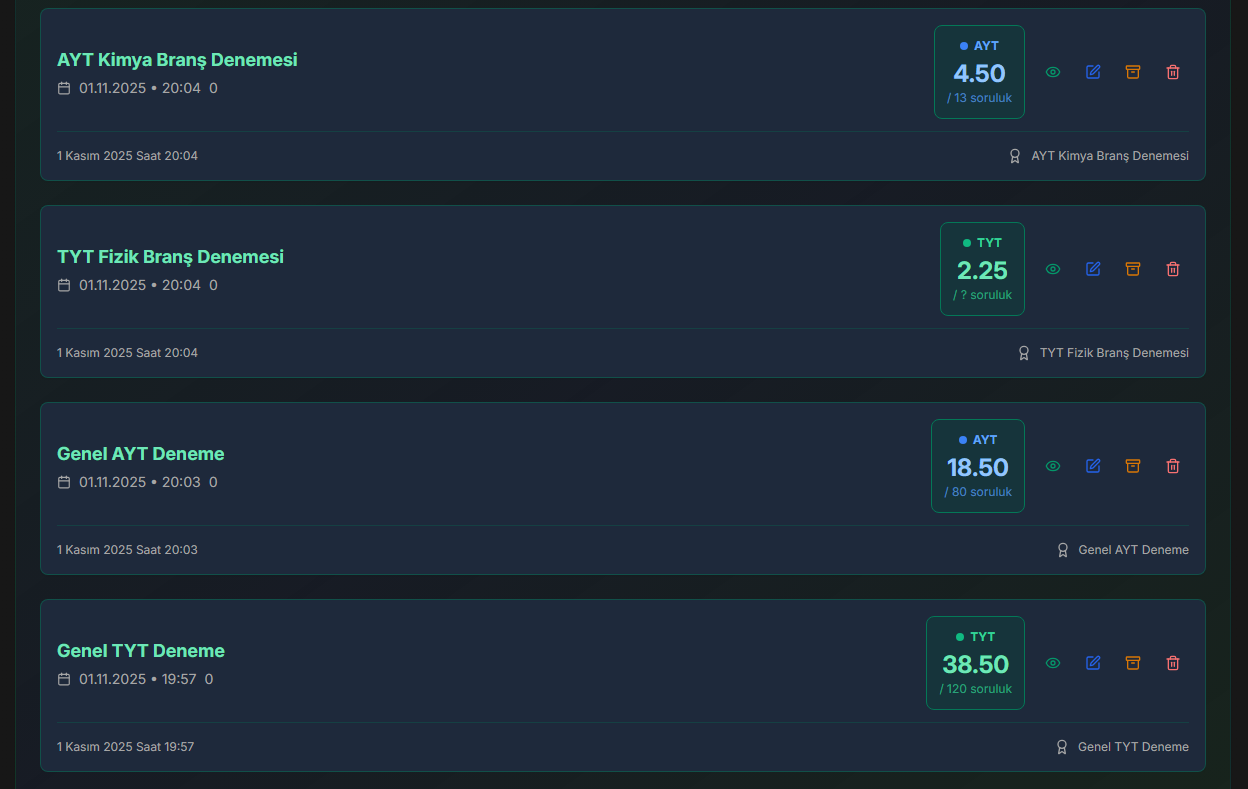 AYT Kimya Branş Denemesi
01.11.2025 • 20:04 0
AYT
4.50
/ 13 soruluk
1 Kasım 2025 Saat 20:04
AYT Kimya Branş Denemesi
TYT Fizik Branş Denemesi
01.11.2025 • 20:04 0
TYT
2.25
/ ? soruluk
1 Kasım 2025 Saat 20:04
TYT Fizik Branş Denemesi
Genel AYT Deneme
01.11.2025 • 20:03 0
AYT
18.50
/ 80 soruluk
1 Kasım 2025 Saat 20:03
Genel AYT Deneme
Genel TYT Deneme
01.11.2025 • 19:57 0
TYT
38.50
/ 120 soruluk
1 Kasım 2025 Saat 19:57
Genel TYT Deneme